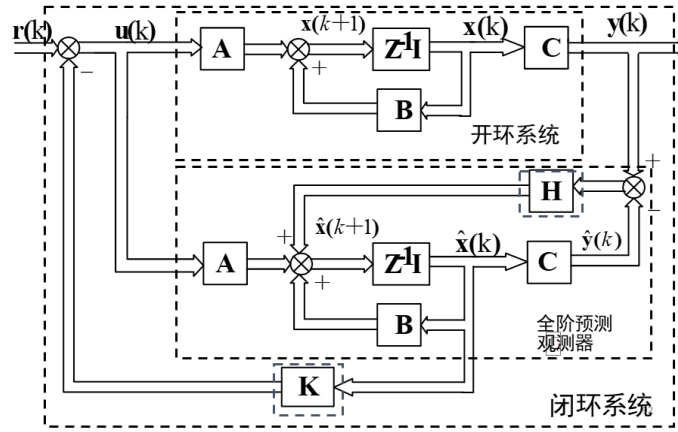 r(k)
u(k)
A
x(k+1)
Z⁻¹I
x(k)
C
y(k)
−
+
B
开环系统
+
H
−
+
x̂(k+1)
x̂(k)
ŷ(k)
A
Z⁻¹I
C
+
B
全阶预测
观测器
K
闭环系统